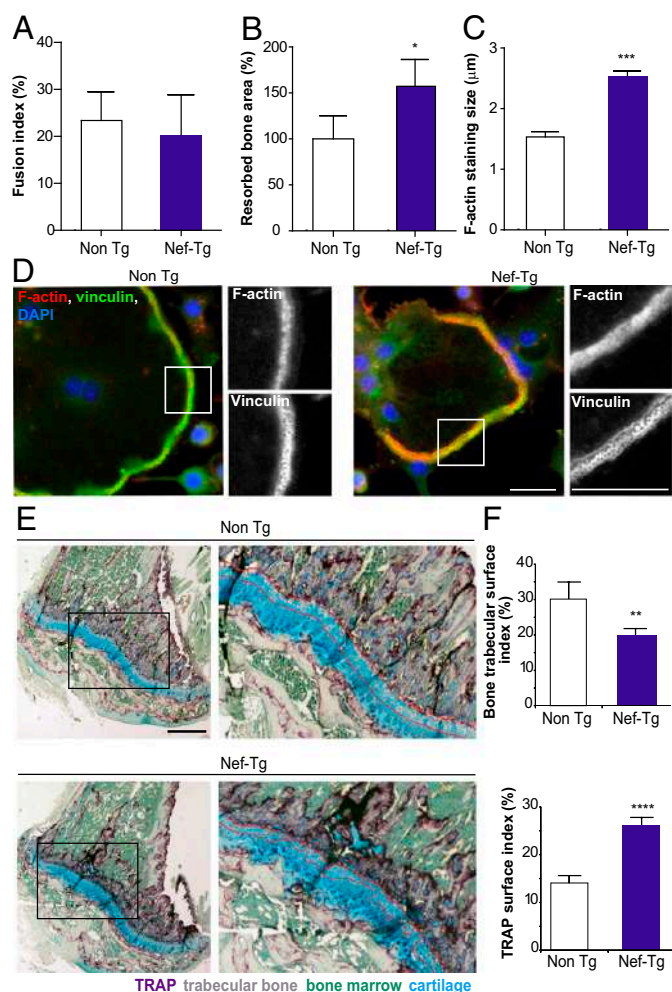 A
Fusion index (%)
40
30
20
10
0
Non Tg
Nef-Tg
B
Resorbed bone area (%)
200
150
100
50
0
*
Non Tg
Nef-Tg
C
F-actin staining size (μm)
3
2
1
0
***
Non Tg
Nef-Tg
D
Non Tg
F-actin, vinculin,
DAPI
F-actin
Vinculin
Nef-Tg
F-actin
Vinculin
E
Non Tg
Nef-Tg
TRAP trabecular bone bone marrow cartilage
F
Bone trabecular surface
index (%)
40
30
20
10
0
**
Non Tg
Nef-Tg
TRAP surface index (%)
30
20
10
0
****
Non Tg
Nef-Tg